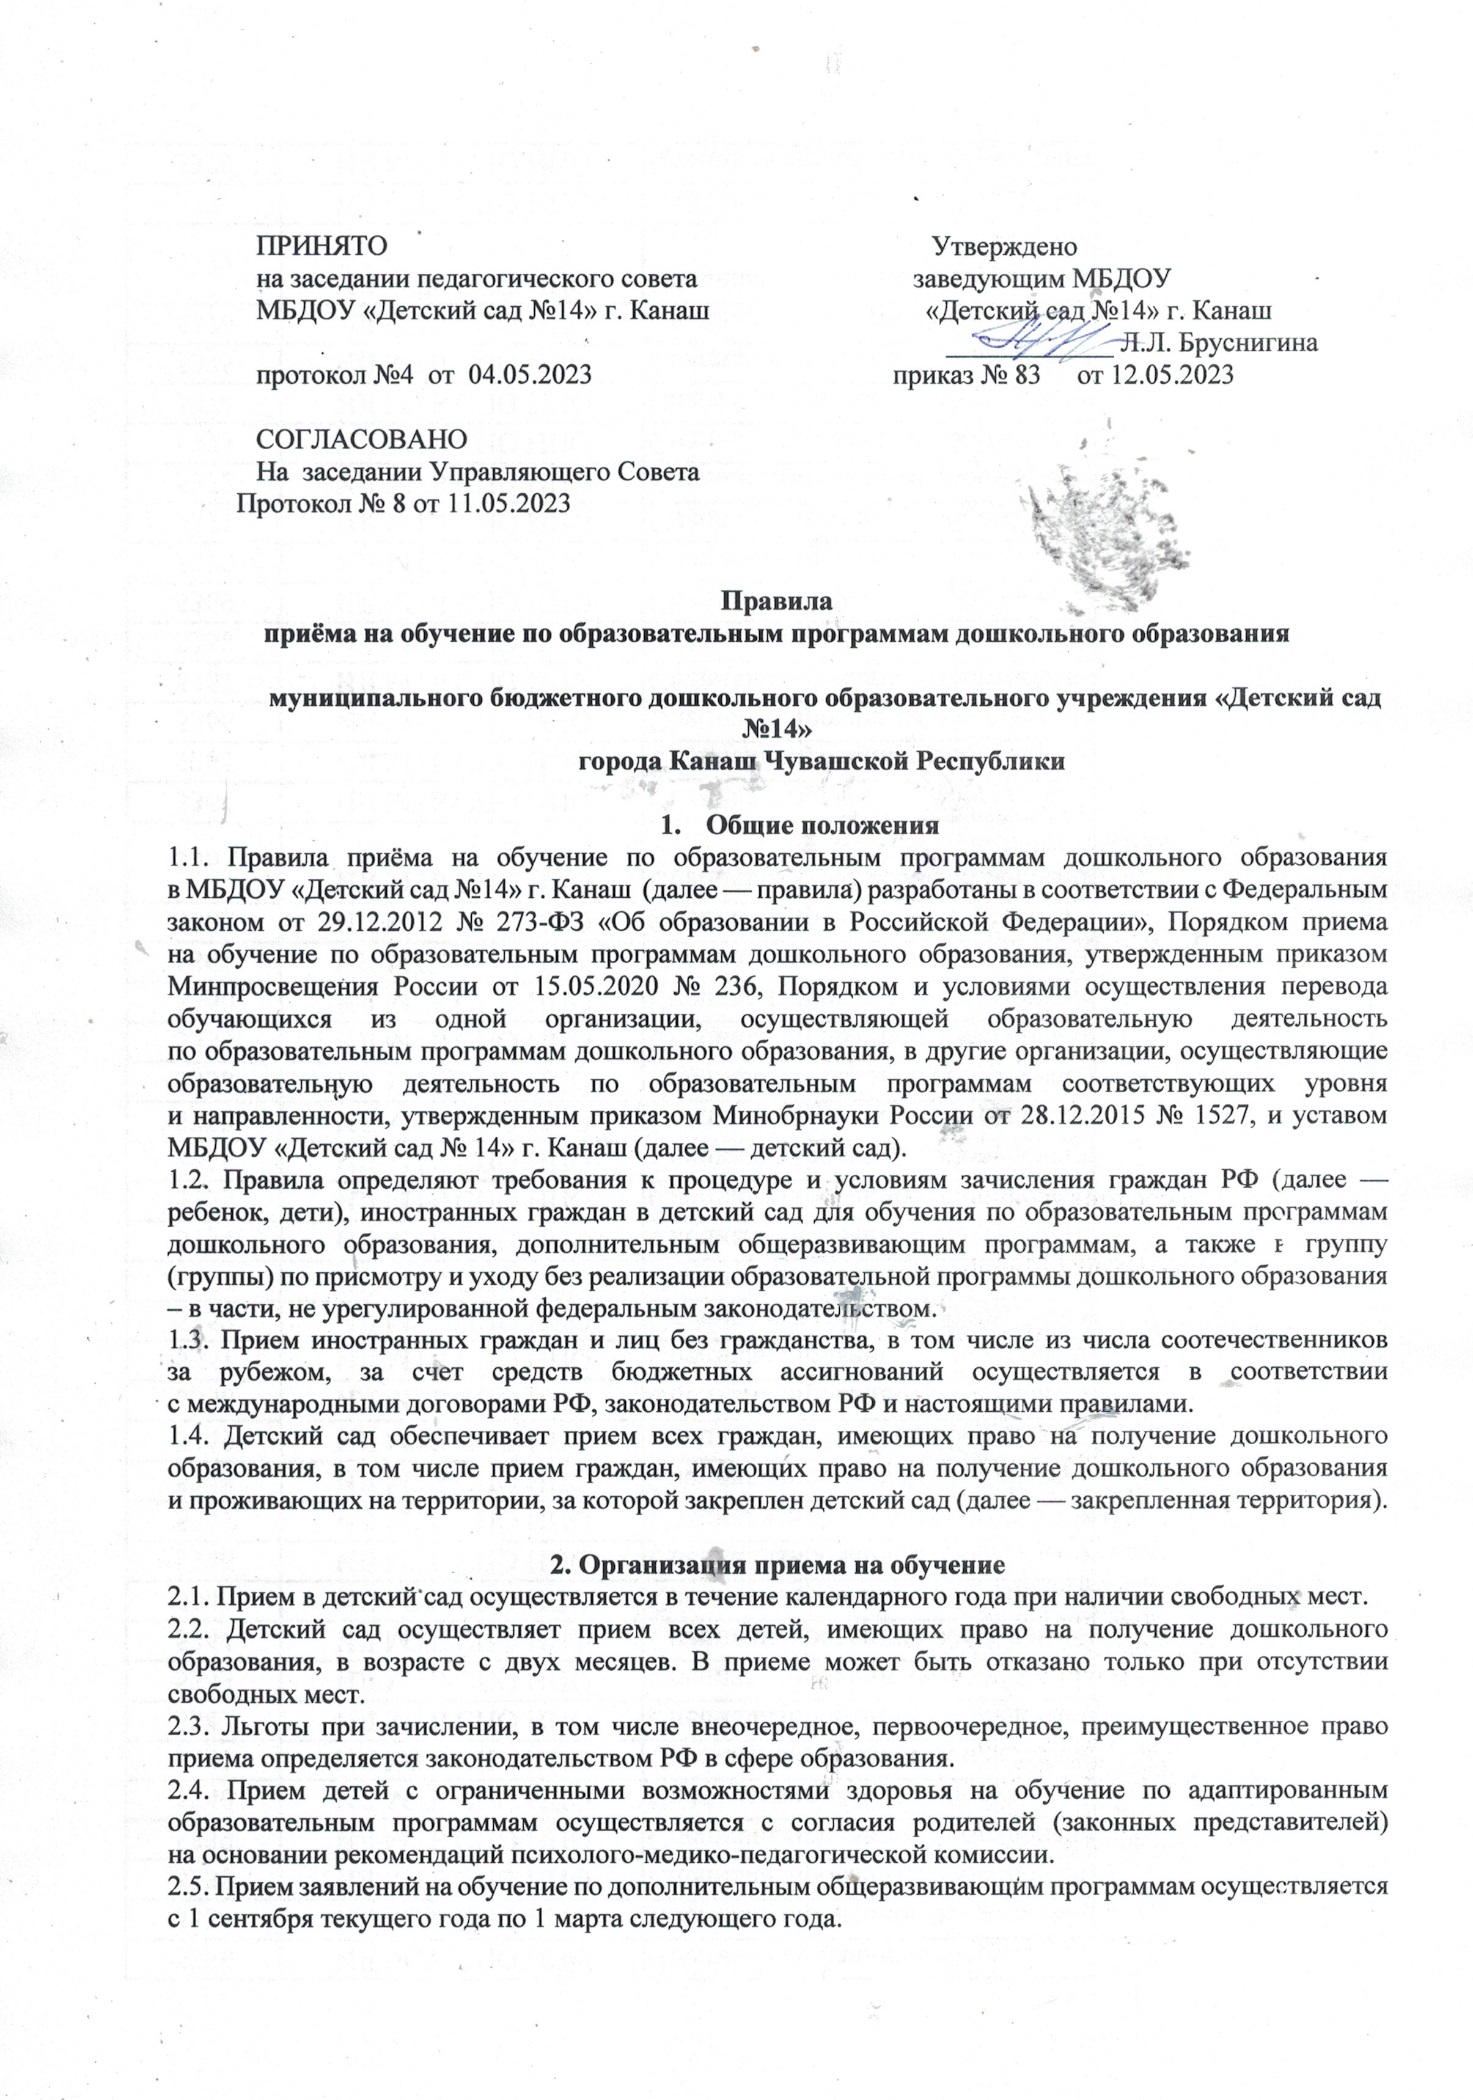 ПРИНЯТО
на заседании педагогического совета
МБДОУ «Детский сад №14» г. Канаш
протокол №4 от 04.05.2023
Утверждено
заведующим МБДОУ
«Детский сад №14» г. Канаш
Л.Л. Бруснигина
приказ № 83 от 12.05.2023
СОГЛАСОВАНО
На заседании Управляющего Совета
Протокол № 8 от 11.05.2023
Правила
приёма на обучение по образовательным программам дошкольного образования
муниципального бюджетного дошкольного образовательного учреждения «Детский сад
№14»
города Канаш Чувашской Республики
1. Общие положения
1.1. Правила приёма на обучение по образовательным программам дошкольного образования
в МБДОУ «Детский сад №14» г. Канаш (далее — правила) разработаны в соответствии с Федеральным
законом от 29.12.2012 № 273-ФЗ «Об образовании в Российской Федерации», Порядком приема
на обучение по образовательным программам дошкольного образования, утвержденным приказом
Минпросвещения России от 15.05.2020 № 236, Порядком и условиями осуществления перевода
обучающихся из одной организации, осуществляющей образовательную деятельность
по образовательным программам дошкольного образования, в другие организации, осуществляющие
образовательную деятельность по образовательным программам соответствующих уровня
и направленности, утвержденным приказом Минобрнауки России от 28.12.2015 № 1527, и уставом
МБДОУ «Детский сад № 14» г. Канаш (далее — детский сад).
1.2. Правила определяют требования к процедуре и условиям зачисления граждан РФ (далее —
ребенок, дети), иностранных граждан в детский сад для обучения по образовательным программам
дошкольного образования, дополнительным общеразвивающим программам, а также в группу
(группы) по присмотру и уходу без реализации образовательной программы дошкольного образования
– в части, не урегулированной федеральным законодательством.
1.3. Прием иностранных граждан и лиц без гражданства, в том числе из числа соотечественников
за рубежом, за счет средств бюджетных ассигнований осуществляется в соответствии
с международными договорами РФ, законодательством РФ и настоящими правилами.
1.4. Детский сад обеспечивает прием всех граждан, имеющих право на получение дошкольного
образования, в том числе прием граждан, имеющих право на получение дошкольного образования
и проживающих на территории, за которой закреплен детский сад (далее — закрепленная территория).
2. Организация приема на обучение
2.1. Прием в детский сад осуществляется в течение календарного года при наличии свободных мест.
2.2. Детский сад осуществляет прием всех детей, имеющих право на получение дошкольного
образования, в возрасте с двух месяцев. В приеме может быть отказано только при отсутствии
свободных мест.
2.3. Льготы при зачислении, в том числе внеочередное, первоочередное, преимущественное право
приема определяется законодательством РФ в сфере образования.
2.4. Прием детей с ограниченными возможностями здоровья на обучение по адаптированным
образовательным программам осуществляется с согласия родителей (законных представителей)
на основании рекомендаций психолого-медико-педагогической комиссии.
2.5. Прием заявлений на обучение по дополнительным общеразвивающим программам осуществляется
с 1 сентября текущего года по 1 марта следующего года.